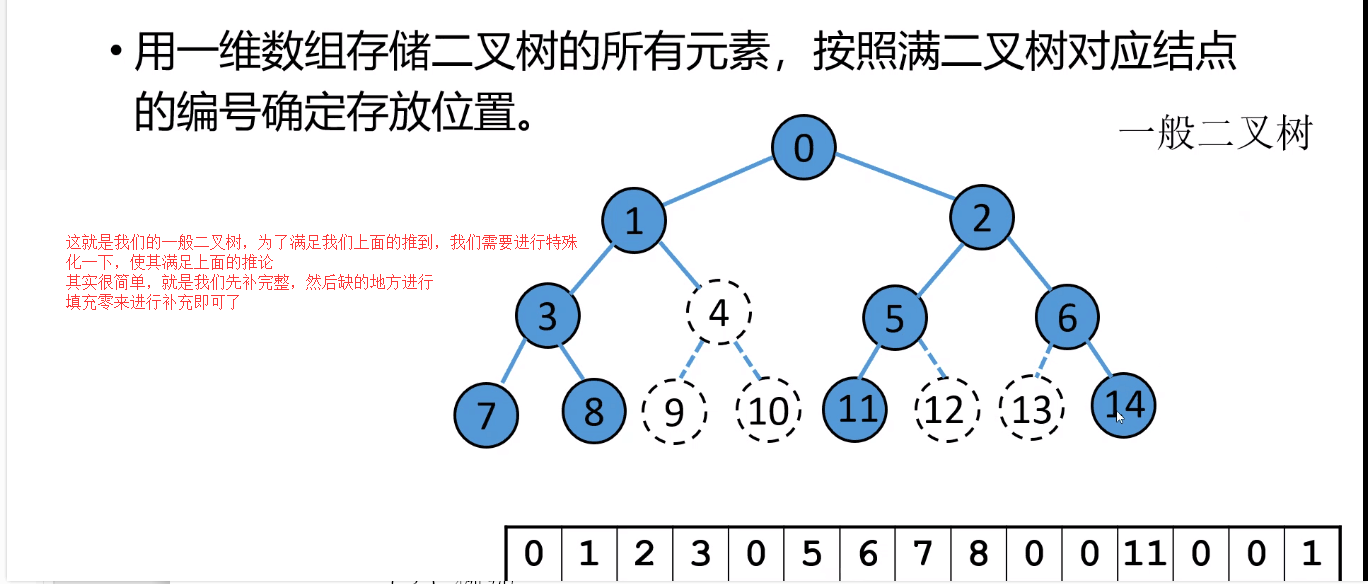 • 用一维数组存储二叉树的所有元素，按照满二叉树对应结点
的编号确定存放位置。
一般二叉树
这就是我们的一般二叉树，为了满足我们上面的推到，我们需要进行特殊
化一下，使其满足上面的推论
其实很简单，就是我们先补完整，然后缺的地方进行
填充零来进行补充即可了
0
1 2
3 4 5 6
7 8 9 10 11 12 13 14
0 1 2 3 0 5 6 7 8 0 0 11 0 0 1